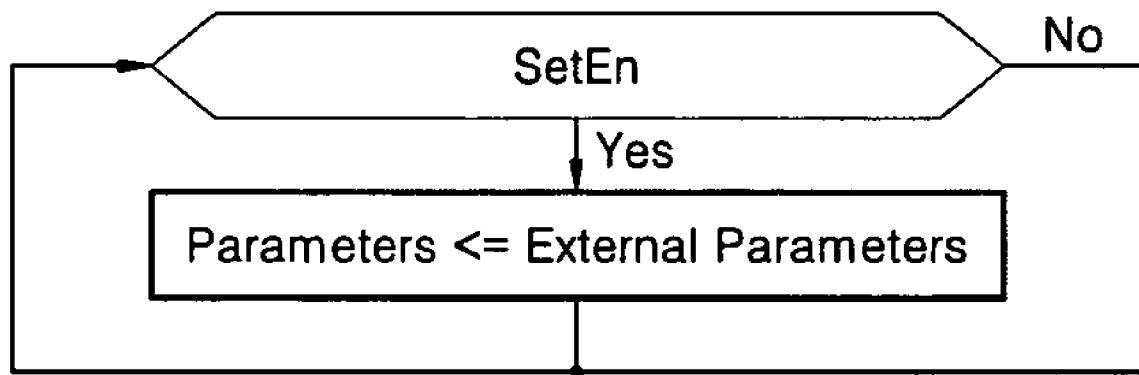 No
SetEn
Yes
Parameters <= External Parameters